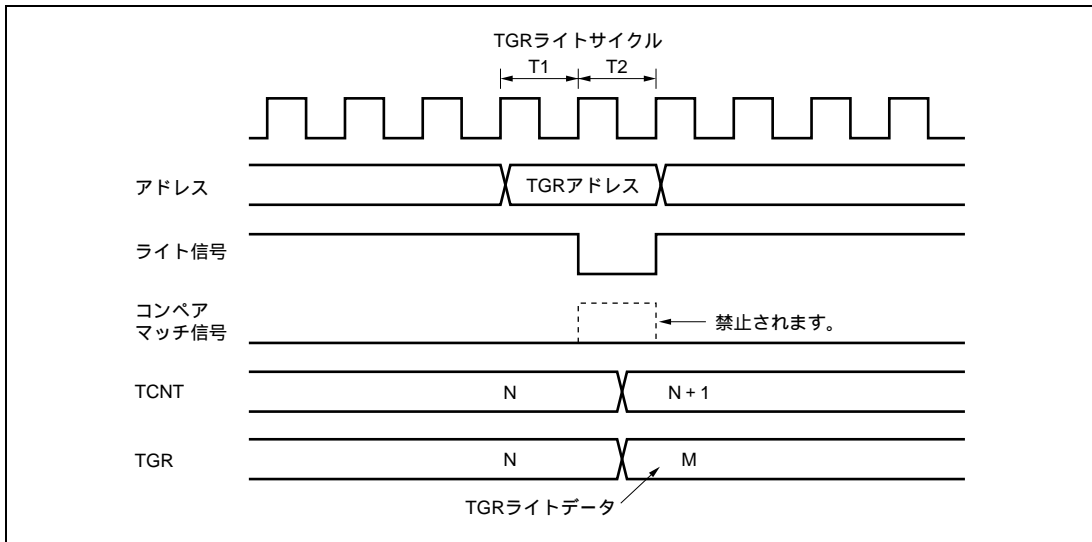 TGRライトサイクル
T1 T2
アドレス TGRアドレス
ライト信号
コンペア
マッチ信号
禁止されます。
TCNT N N + 1
TGR N M
TGRライトデータ